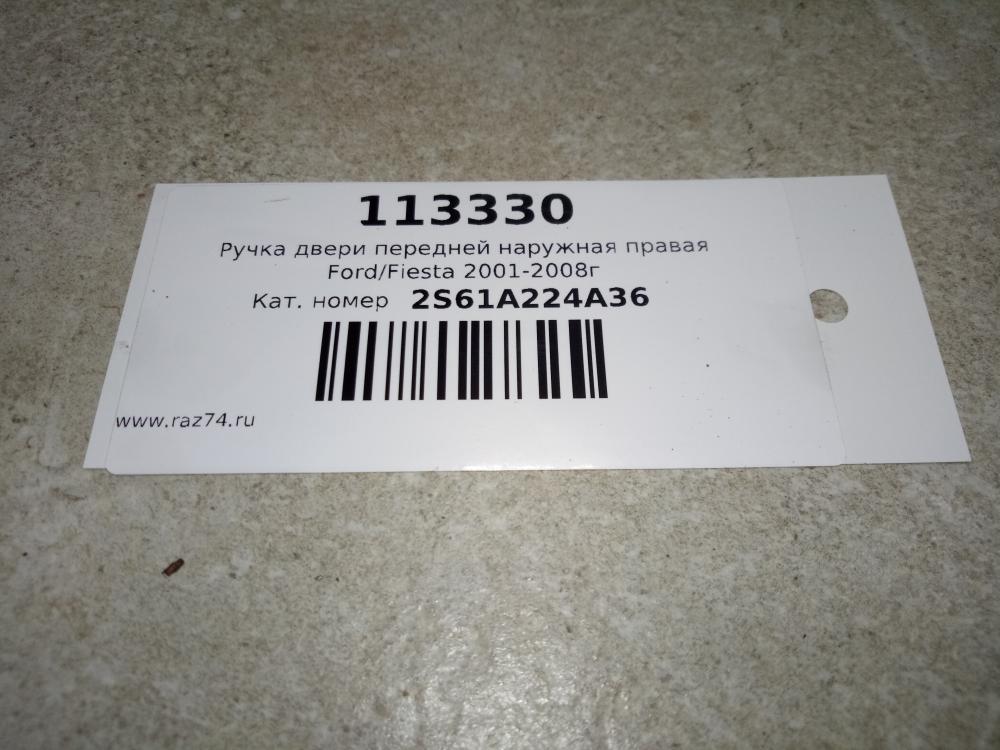 113330
Ручка двери передней наружная правая
Ford/Fiesta 2001-2008г
Кат. номер 2S61A224A36
www.raz74.ru